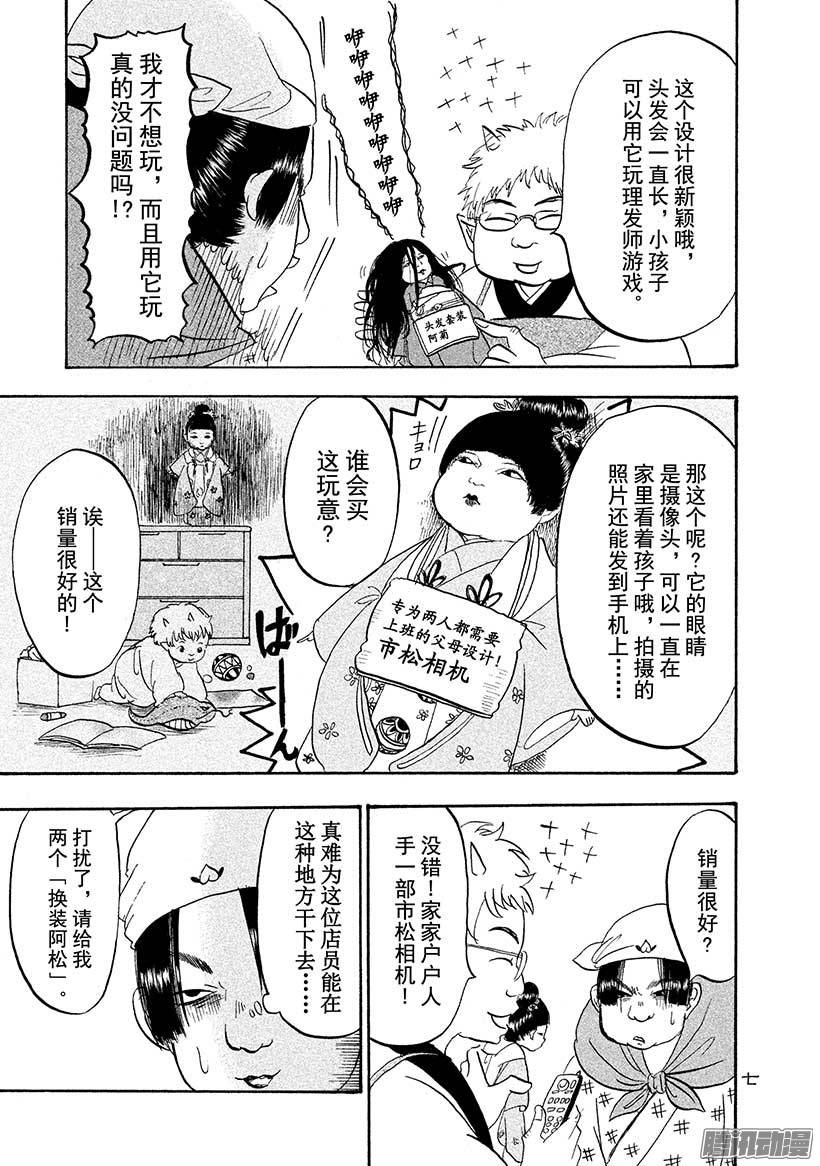 这个设计很新颖哦，
头发会一直长，小孩子
可以用它玩理发师游戏。
咿咿咿咿咿咿咿咿
头发套装
阿菊
我才不想玩，而且用它玩
真的没问题吗！？
那这个呢？它的眼睛
是摄像头，可以一直在
家里看着孩子哦，拍摄的
照片还能发到手机上……
キョロ
专为两人都需要
上班的父母设计！
市松相机
谁会买
这玩意？
ばーん
诶——这个
销量很好的！
销量很好？
没错！家家户户人
手一部市松相机！
真难为这位店员能在
这种地方干下去……
打扰了，请给我
两个「换装阿松」。
七
腾讯动漫